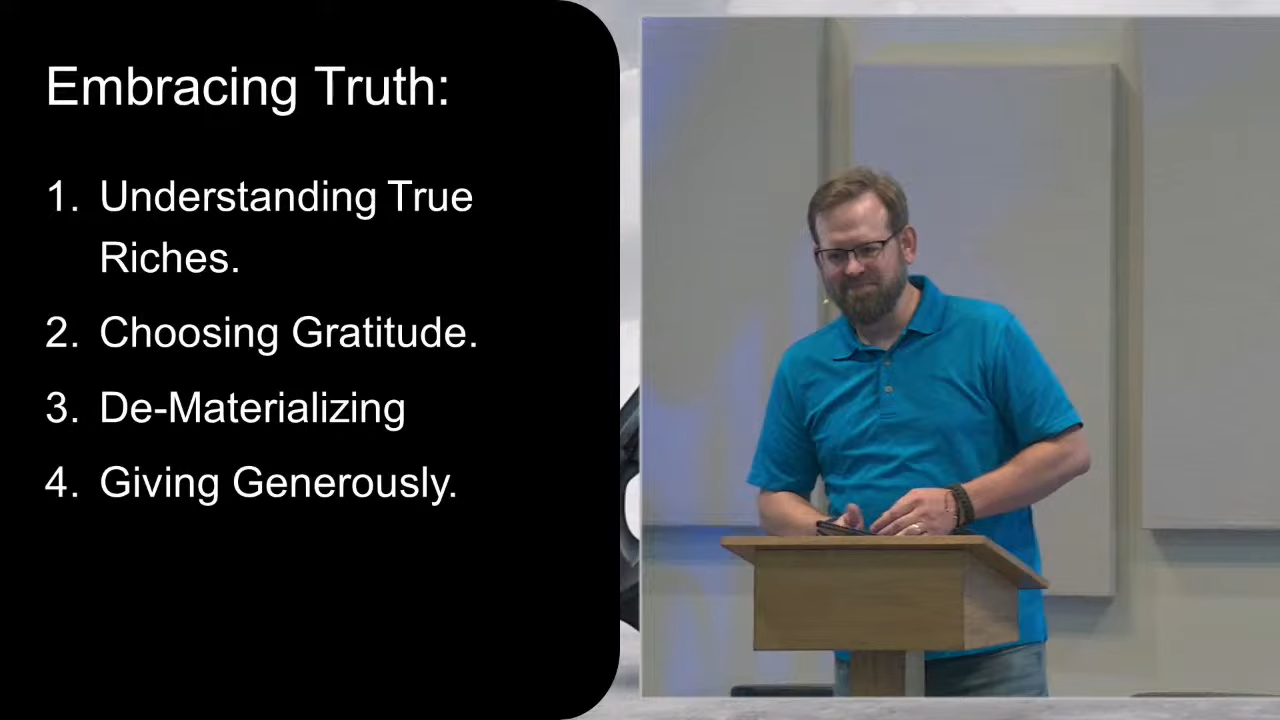 Embracing Truth:
1. Understanding True
Riches.
2. Choosing Gratitude.
3. De-Materializing
4. Giving Generously.